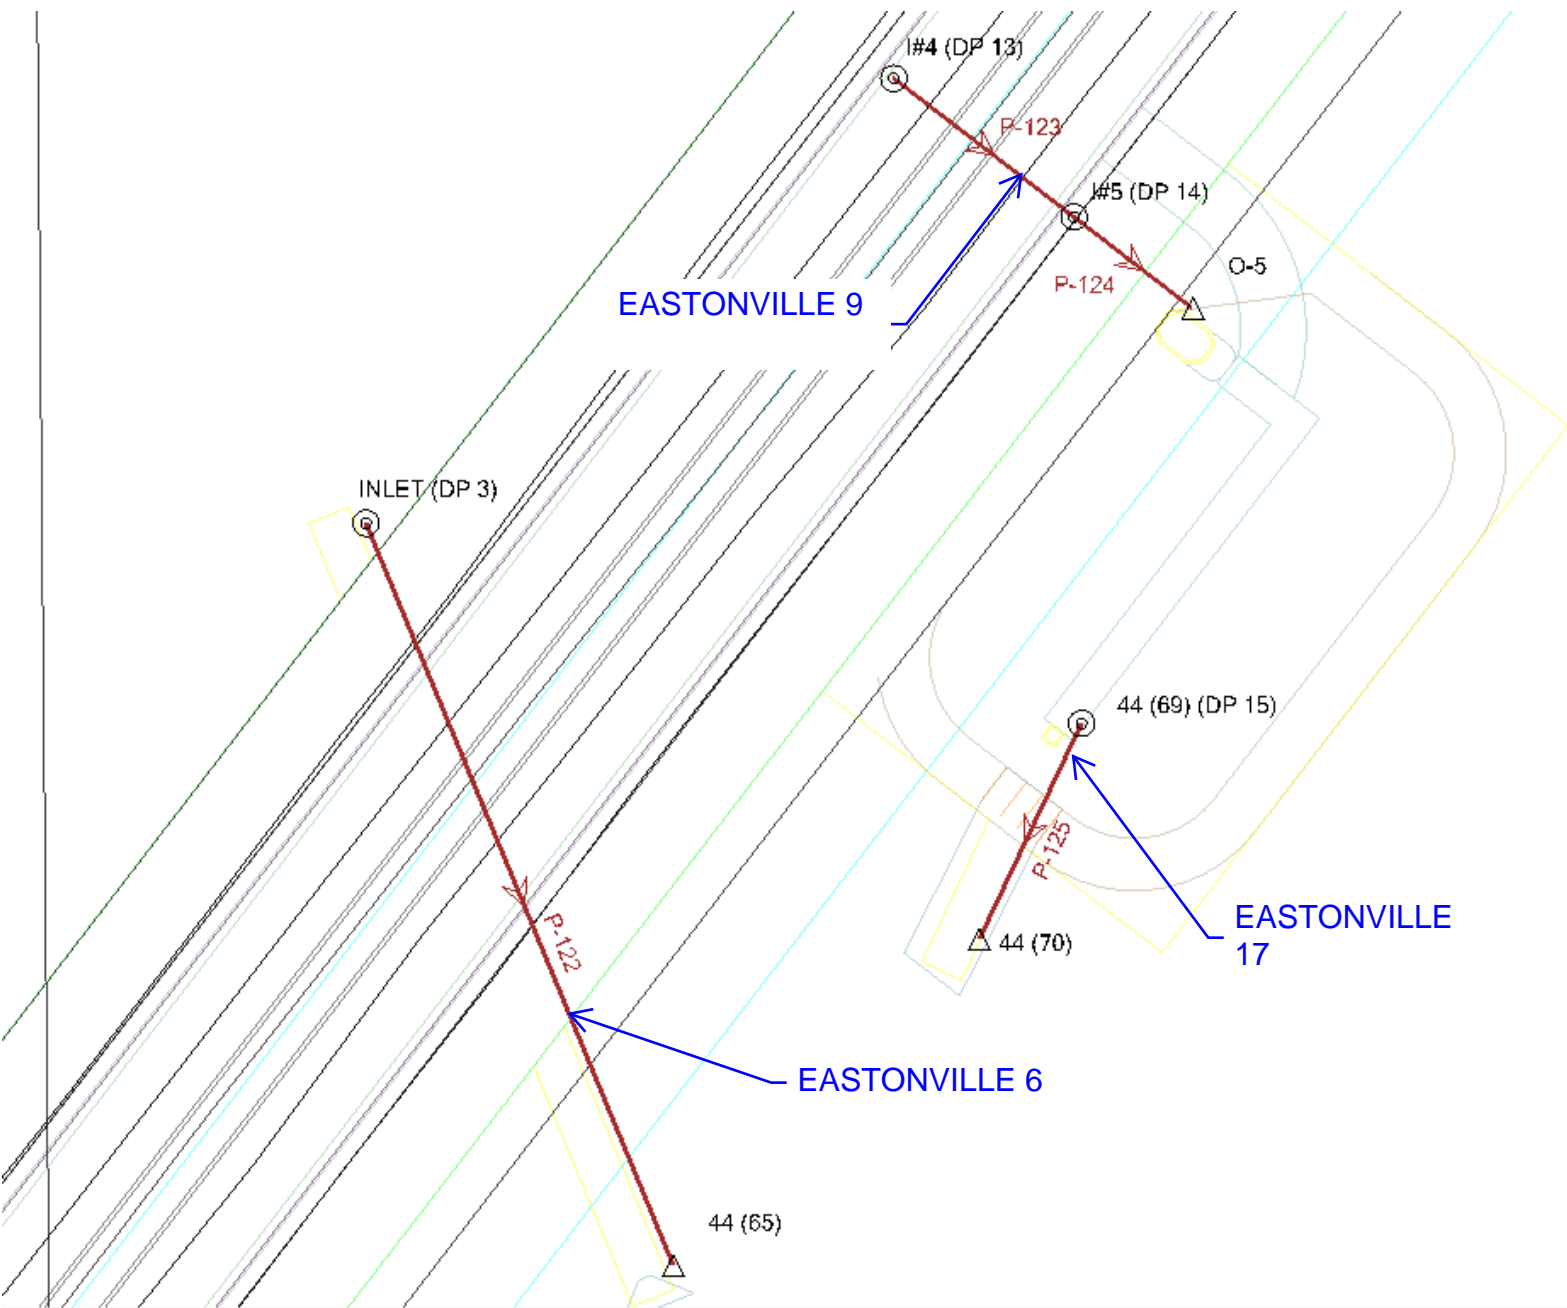 I#4 (DP 13)
P-123
I#5 (DP 14)
O-5
P-124
EASTONVILLE 9
INLET (DP 3)
44 (69) (DP 15)
P-125
EASTONVILLE
17
44 (70)
P-122
EASTONVILLE 6
44 (65)